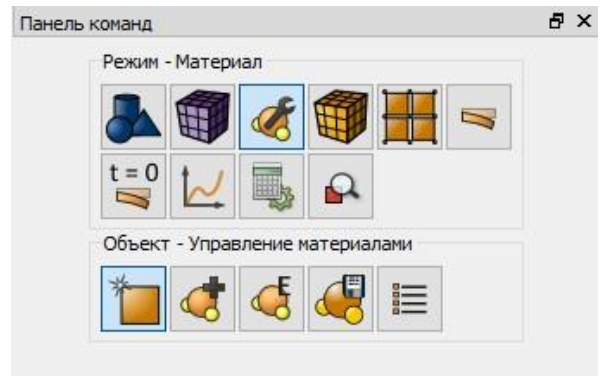 Панель команд
Режим - Материал
t = 0
Объект - Управление материалами
E